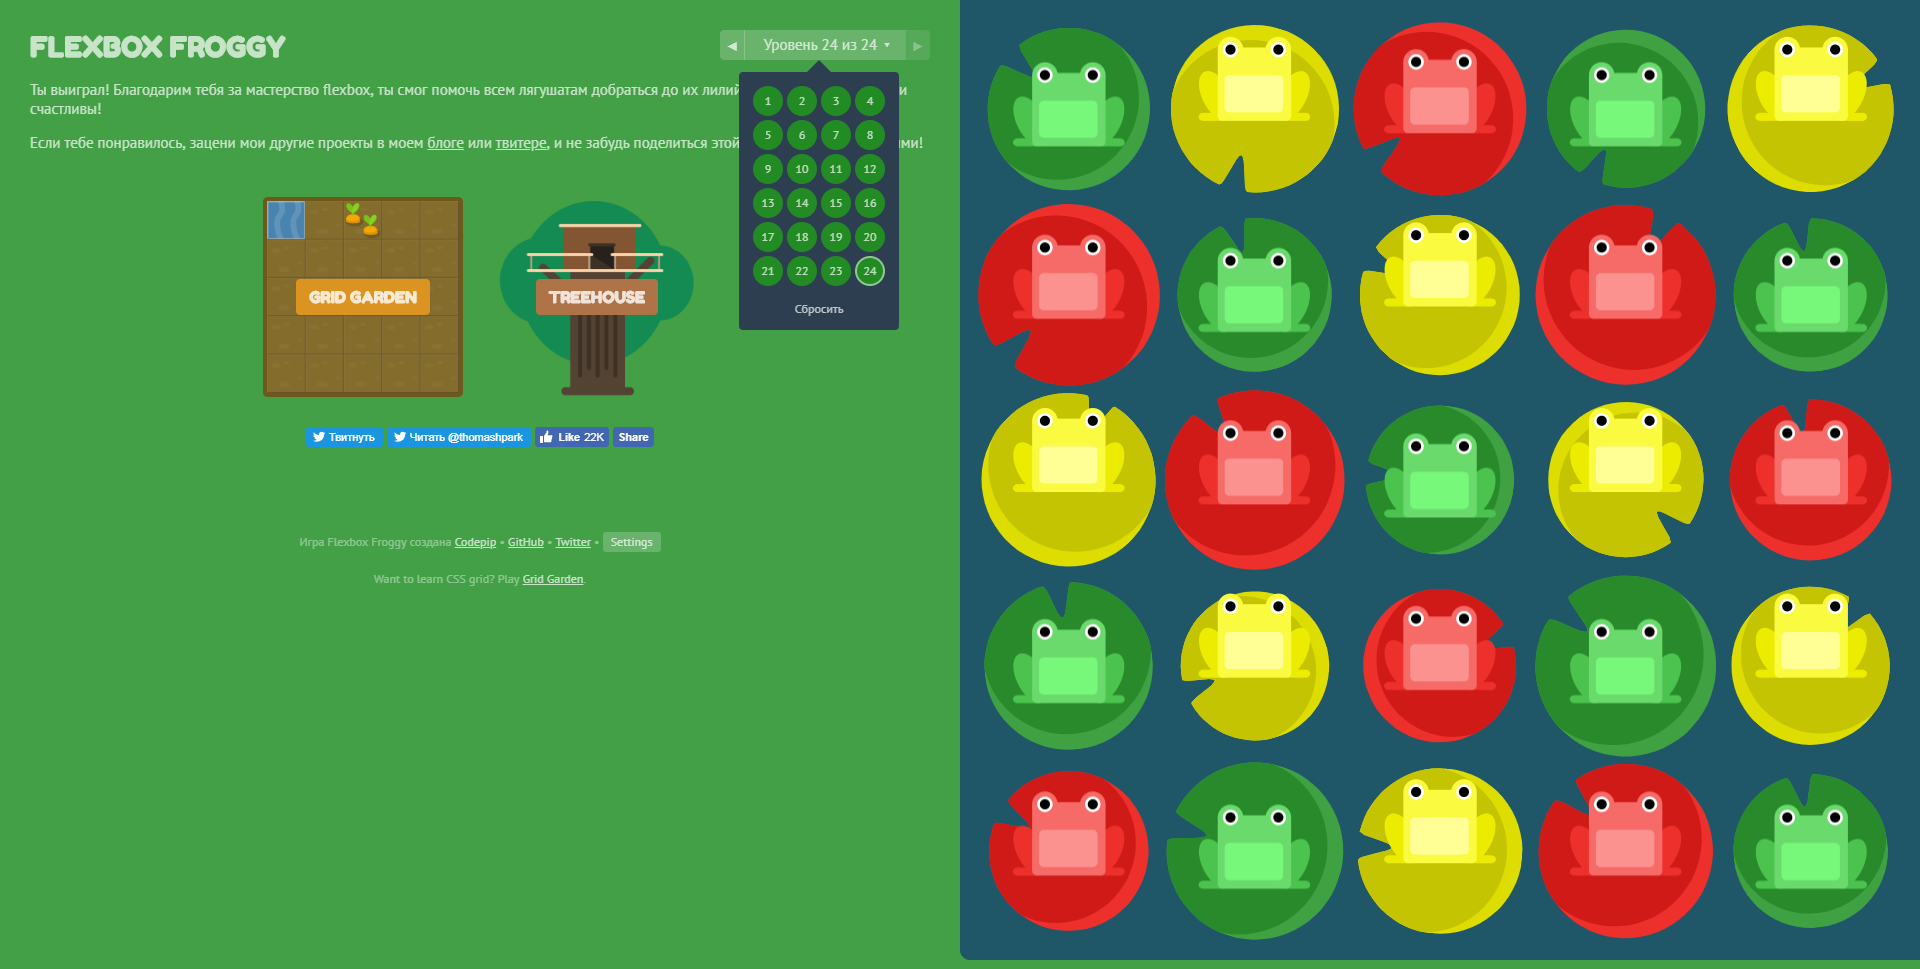 FLEXBOX FROGGY
◀ Уровень 24 из 24 ▾ ▶
Ты выиграл! Благодарим тебя за мастерство flexbox, ты смог помочь всем лягушатам добраться до их лилий и
счастливы!
Если тебе понравилось, зацени мои другие проекты в моем блоге или твитере, и не забудь поделиться этой ми!
1 2 3 4
5 6 7 8
9 10 11 12
13 14 15 16
17 18 19 20
21 22 23 24
Сбросить
GRID GARDEN
TREEHOUSE
Твитнуть Читать @thomashpark Like 22K Share
Игра Flexbox Froggy создана Codepip • GitHub • Twitter • Settings
Want to learn CSS grid? Play Grid Garden.